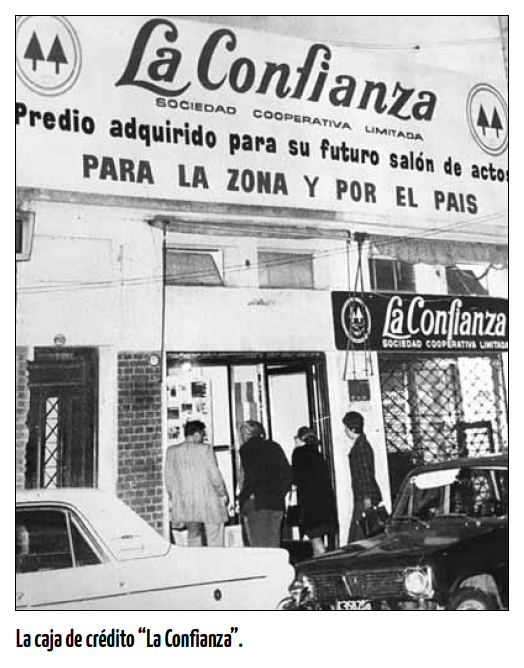 La Confianza
SOCIEDAD COOPERATIVA LIMITADA
Predio adquirido para su futuro salón de actos
PARA LA ZONA Y POR EL PAIS
La Confianza
SOCIEDAD COOPERATIVA LIMITADA
La caja de crédito “La Confianza”.